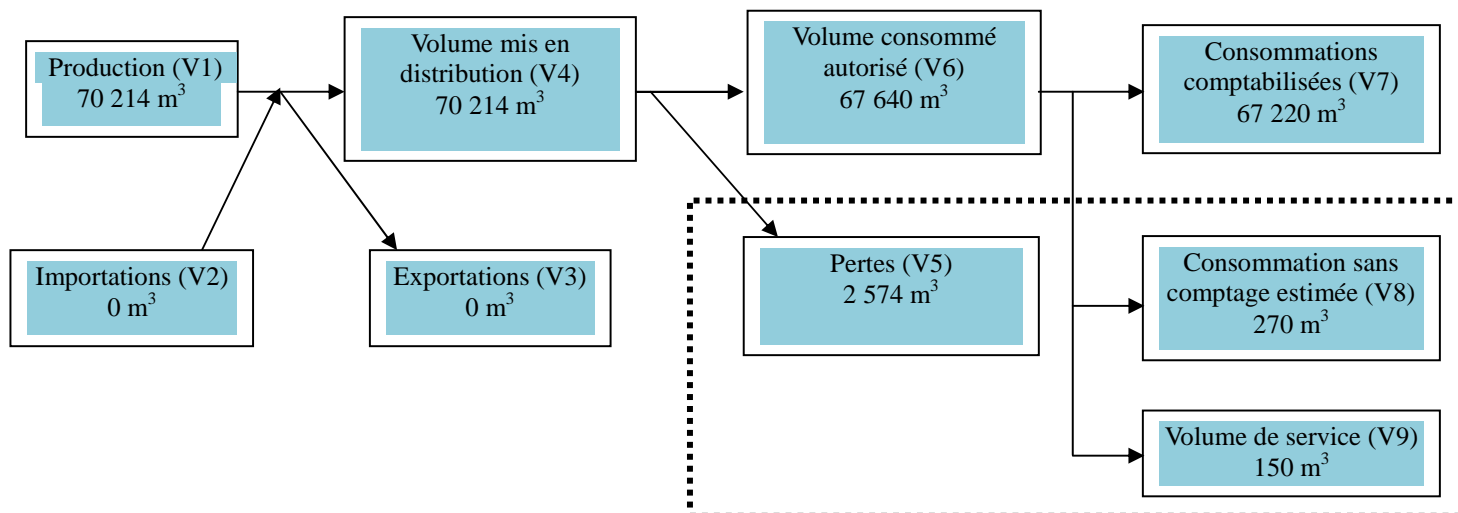 Production (V1)
70 214 m³
Volume mis en
distribution (V4)
70 214 m³
Volume consommé
autorisé (V6)
67 640 m³
Consommations
comptabilisées (V7)
67 220 m³
Importations (V2)
0 m³
Exportations (V3)
0 m³
Pertes (V5)
2 574 m³
Consommation sans
comptage estimée (V8)
270 m³
Volume de service (V9)
150 m³